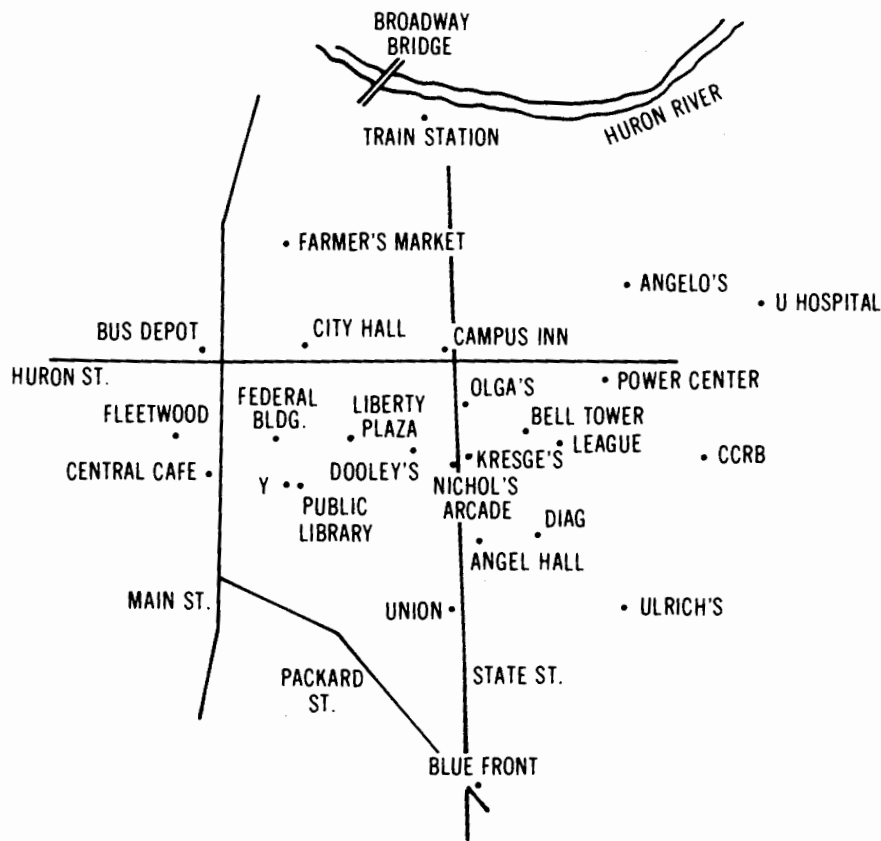 BROADWAY
BRIDGE
HURON RIVER
TRAIN STATION
FARMER'S MARKET
ANGELO'S
U HOSPITAL
BUS DEPOT
CITY HALL
CAMPUS INN
HURON ST.
POWER CENTER
OLGA'S
FLEETWOOD
FEDERAL
BLDG.
LIBERTY
PLAZA
BELL TOWER
LEAGUE
CENTRAL CAFE
DOOLEY'S
KRESGE'S
CCRB
Y
PUBLIC
LIBRARY
NICHOL'S
ARCADE
DIAG
ANGEL HALL
MAIN ST.
UNION
ULRICH'S
PACKARD
ST.
STATE ST.
BLUE FRONT